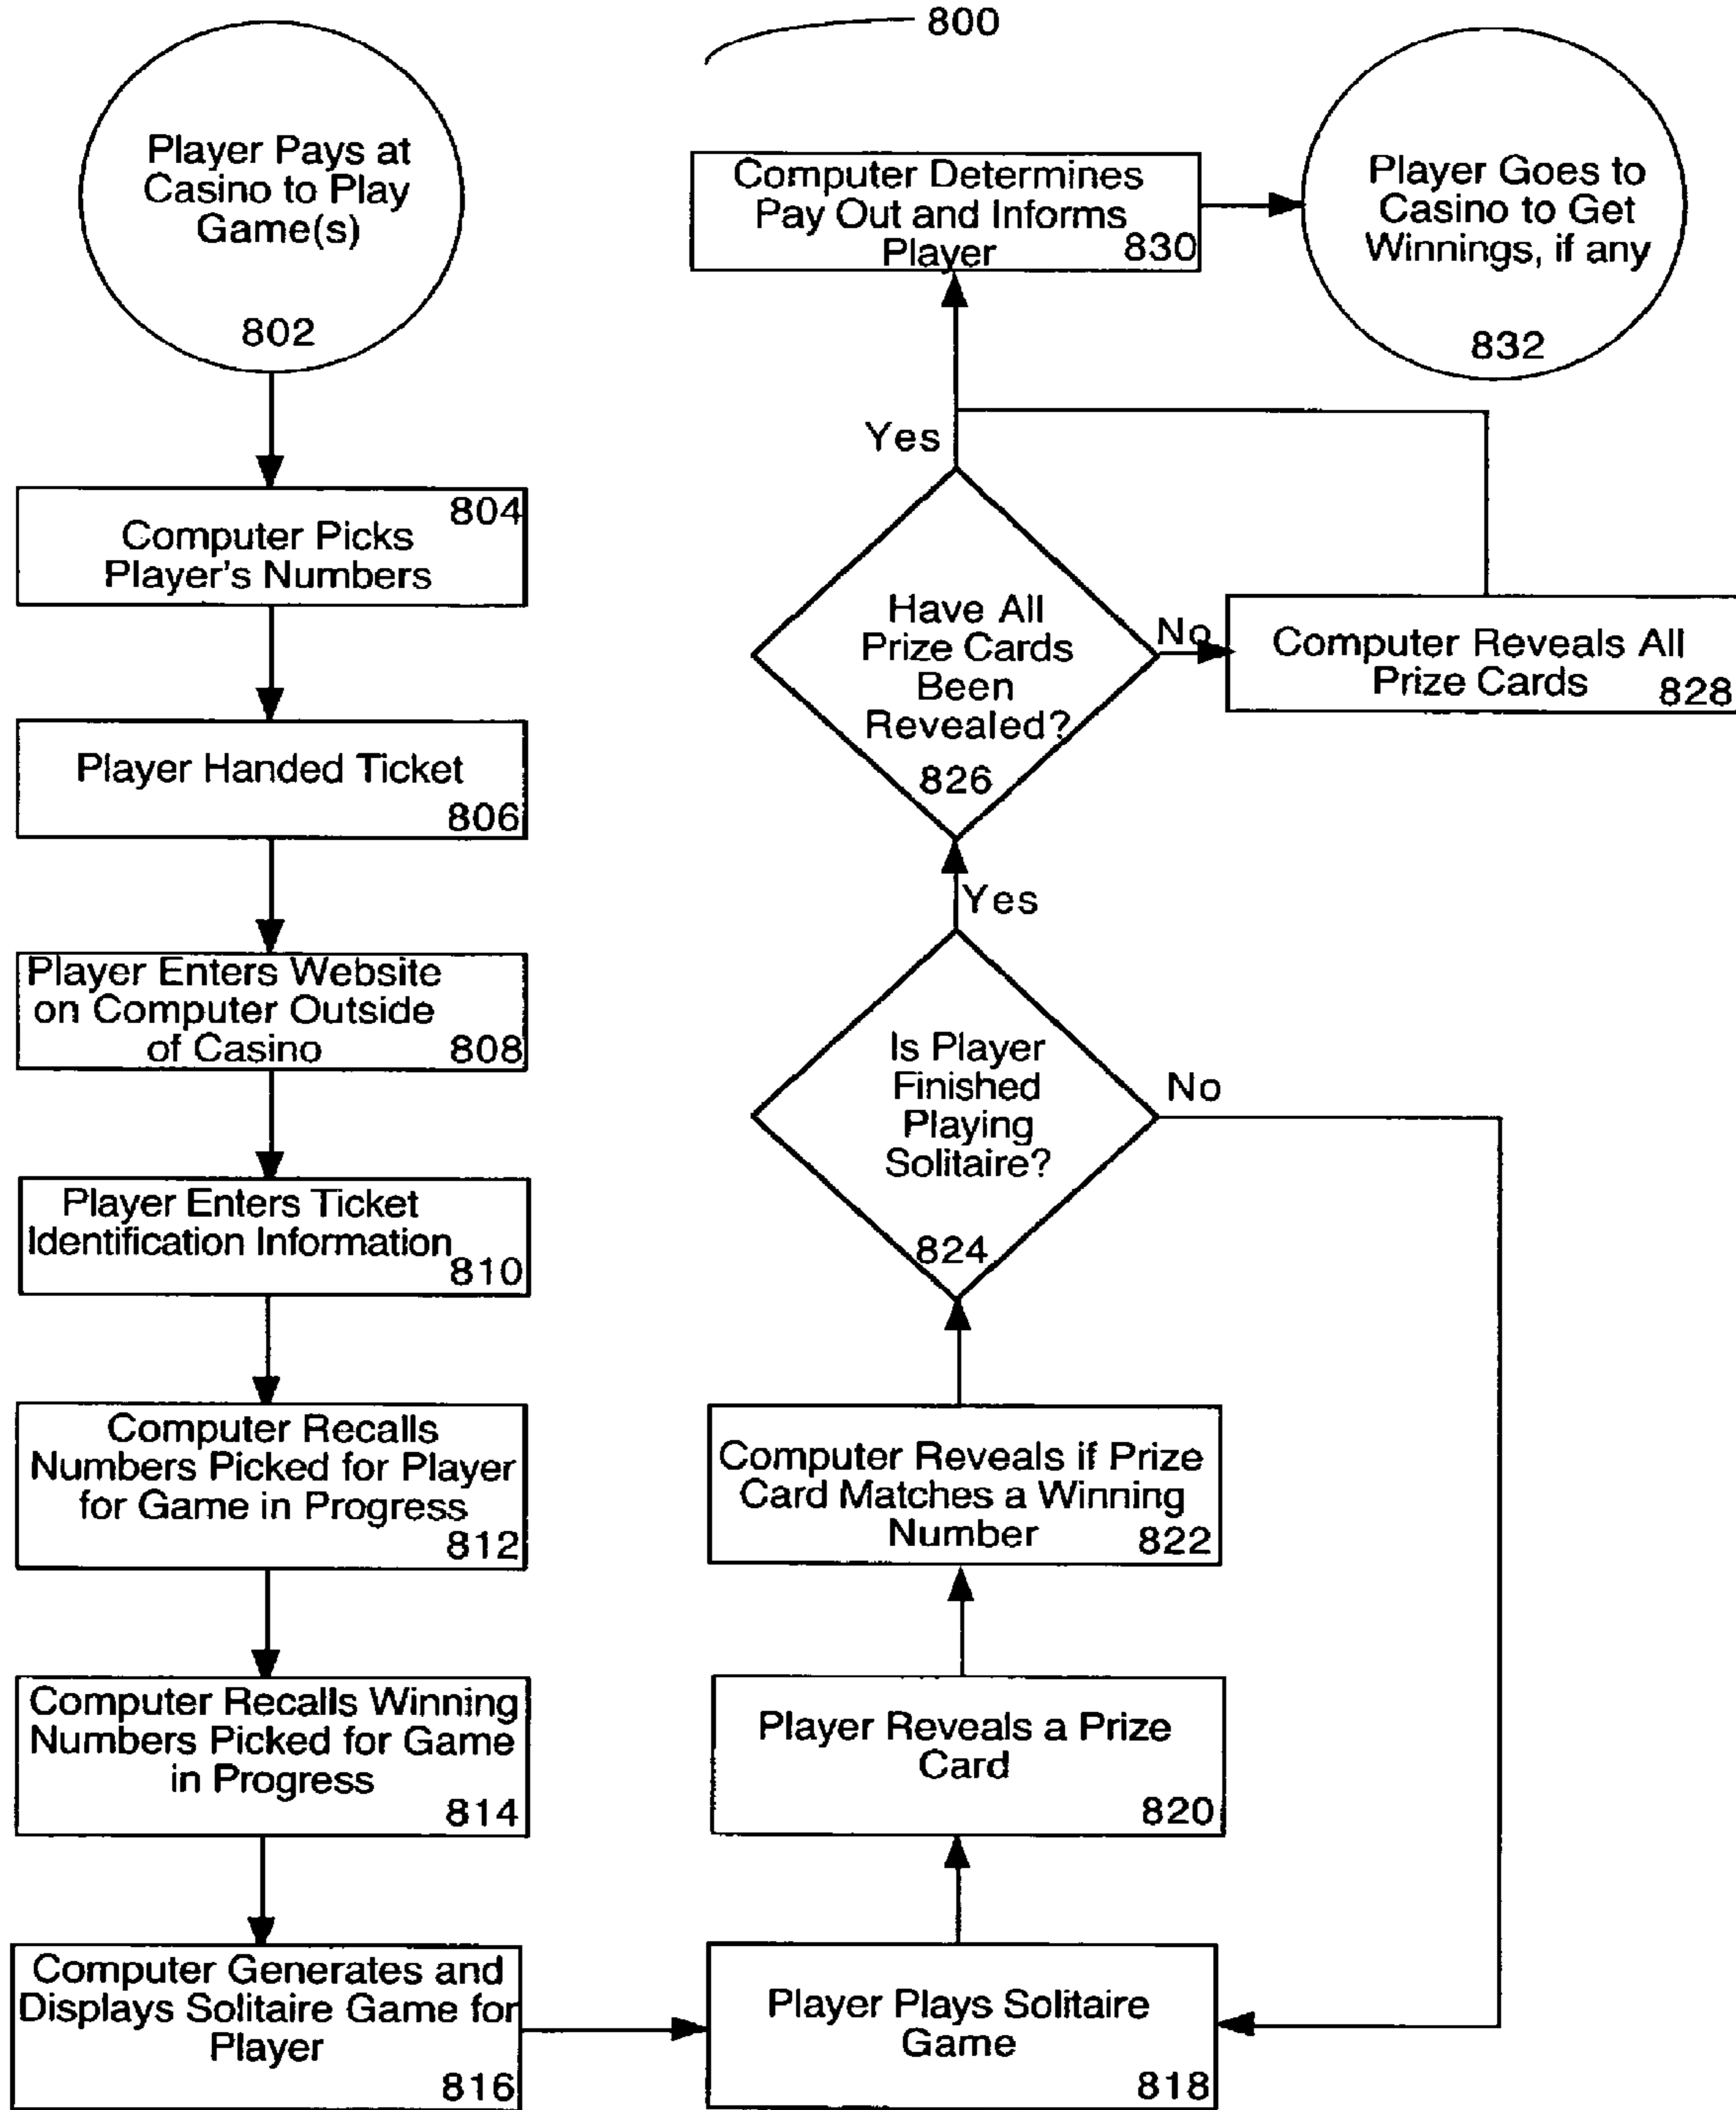 800
Player Pays at
Casino to Play
Game(s)
802
804
Computer Picks
Player's Numbers
Player Handed Ticket
806
Player Enters Website
on Computer Outside
of Casino 808
Player Enters Ticket
Identification Information
810
Computer Recalls
Numbers Picked for Player
for Game in Progress
812
Computer Recalls Winning
Numbers Picked for Game
in Progress
814
Computer Generates and
Displays Solitaire Game for
Player
816
Player Plays Solitaire
Game
818
Player Reveals a Prize
Card
820
Computer Reveals if Prize
Card Matches a Winning
Number 822
Is Player
Finished
Playing
Solitaire?
824
No
Yes
Have All
Prize Cards
Been
Revealed?
826
No
Computer Reveals All
Prize Cards 828
Yes
Computer Determines
Pay Out and Informs
Player 830
Player Goes to
Casino to Get
Winnings, if any
832